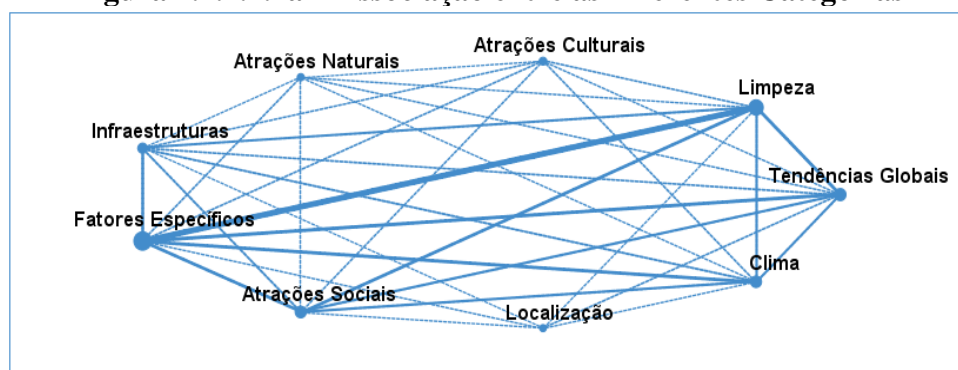 Atrações Culturais
Atrações Naturais
Limpeza
Infraestruturas
Tendências Globais
Fatores Específicos
Clima
Atrações Sociais
Localização